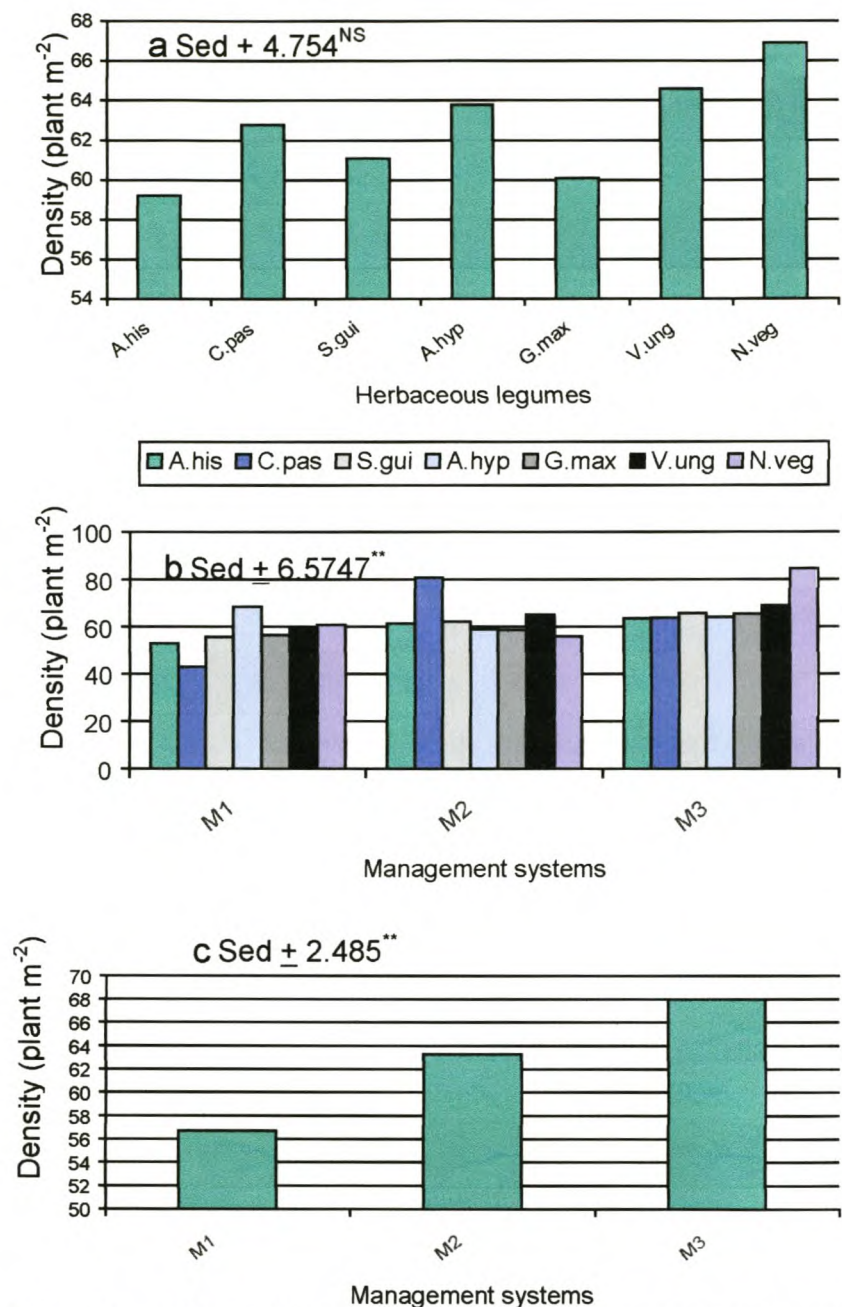 a Sed + 4.754NS
Density (plant m-2)
68
66
64
62
60
58
56
54
A.his
C.pas
S.gui
A.hyp
G.max
V.ung
N.veg
Herbaceous legumes
A.his C.pas S.gui A.hyp G.max V.ung N.veg
b Sed ± 6.5747**
Density (plant m-2)
100
80
60
40
20
0
M1
M2
M3
Management systems
c Sed ± 2.485**
Density (plant m-2)
70
68
66
64
62
60
58
56
54
52
50
M1
M2
M3
Management systems